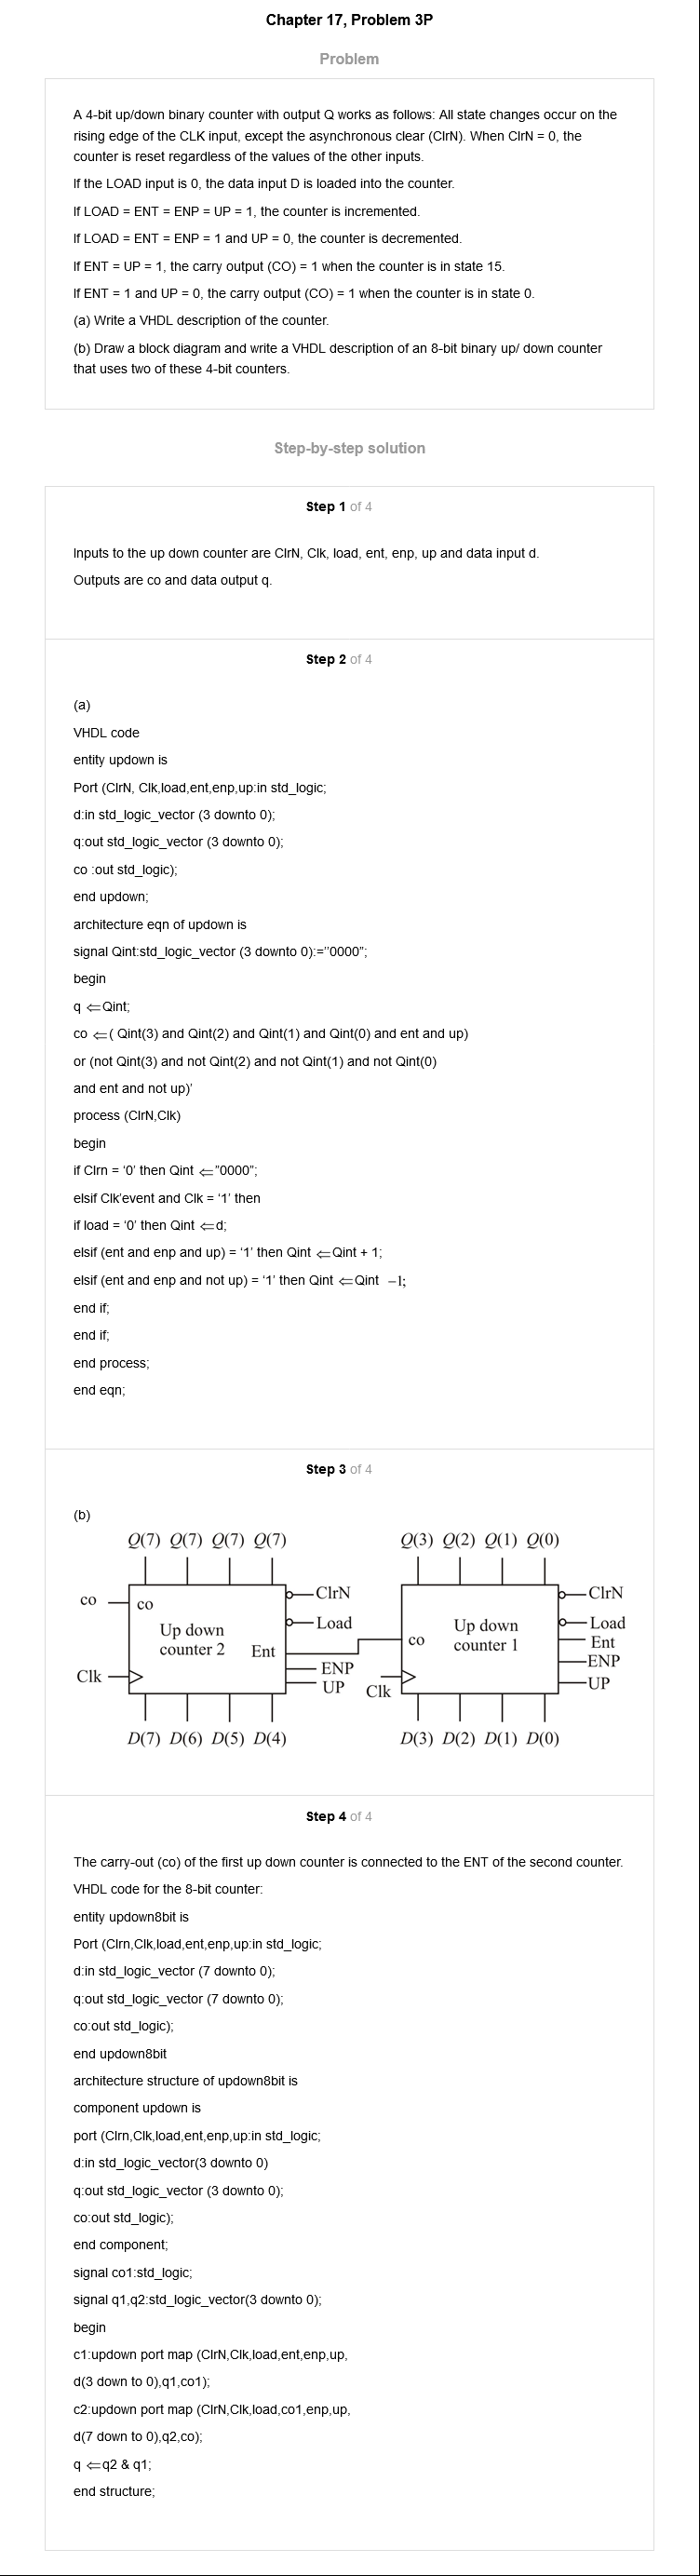 Chapter 17, Problem 3P
Problem
A 4-bit up/down binary counter with output Q works as follows: All state changes occur on the
rising edge of the CLK input, except the asynchronous clear (ClrN). When ClrN = 0, the
counter is reset regardless of the values of the other inputs.
If the LOAD input is 0, the data input D is loaded into the counter.
If LOAD = ENT = ENP = UP = 1, the counter is incremented.
If LOAD = ENT = ENP = 1 and UP = 0, the counter is decremented.
If ENT = UP = 1, the carry output (CO) = 1 when the counter is in state 15.
If ENT = 1 and UP = 0, the carry output (CO) = 1 when the counter is in state 0.
(a) Write a VHDL description of the counter.
(b) Draw a block diagram and write a VHDL description of an 8-bit binary up/ down counter
that uses two of these 4-bit counters.
Step-by-step solution
Step 1 of 4
Inputs to the up down counter are ClrN, Clk, load, ent, enp, up and data input d.
Outputs are co and data output q.
Step 2 of 4
(a)
VHDL code
entity updown is
Port (ClrN, Clk,load,ent,enp,up:in std_logic;
d:in std_logic_vector (3 downto 0);
q:out std_logic_vector (3 downto 0);
co :out std_logic);
end updown;
architecture eqn of updown is
signal Qint:std_logic_vector (3 downto 0):=''0000";
begin
q ⇐Qint;
co ⇐( Qint(3) and Qint(2) and Qint(1) and Qint(0) and ent and up)
or (not Qint(3) and not Qint(2) and not Qint(1) and not Qint(0)
and ent and not up)'
process (ClrN,Clk)
begin
if Clrn = ‘0’ then Qint ⇐"0000";
elsif Clk’event and Clk = ‘1’ then
if load = ‘0’ then Qint ⇐d;
elsif (ent and enp and up) = ‘1’ then Qint ⇐Qint + 1;
elsif (ent and enp and not up) = ‘1’ then Qint ⇐Qint −1;
end if;
end if;
end process;
end eqn;
Step 3 of 4
(b)
Q(7) Q(7) Q(7) Q(7) Q(3) Q(2) Q(1) Q(0)
co co ClrN ClrN
Up down counter 2 Load co Up down counter 1 Load
Ent Ent
ENP ENP
Clk UP Clk UP
D(7) D(6) D(5) D(4) D(3) D(2) D(1) D(0)
Step 4 of 4
The carry-out (co) of the first up down counter is connected to the ENT of the second counter.
VHDL code for the 8-bit counter:
entity updown8bit is
Port (Clrn,Clk,load,ent,enp,up:in std_logic;
d:in std_logic_vector (7 downto 0);
q:out std_logic_vector (7 downto 0);
co:out std_logic);
end updown8bit
architecture structure of updown8bit is
component updown is
port (Clrn,Clk,load,ent,enp,up:in std_logic;
d:in std_logic_vector(3 downto 0)
q:out std_logic_vector (3 downto 0);
co:out std_logic);
end component;
signal co1:std_logic;
signal q1,q2:std_logic_vector(3 downto 0);
begin
c1:updown port map (ClrN,Clk,load,ent,enp,up,
d(3 down to 0),q1,co1);
c2:updown port map (ClrN,Clk,load,co1,enp,up,
d(7 down to 0),q2,co);
q ⇐q2 & q1;
end structure;